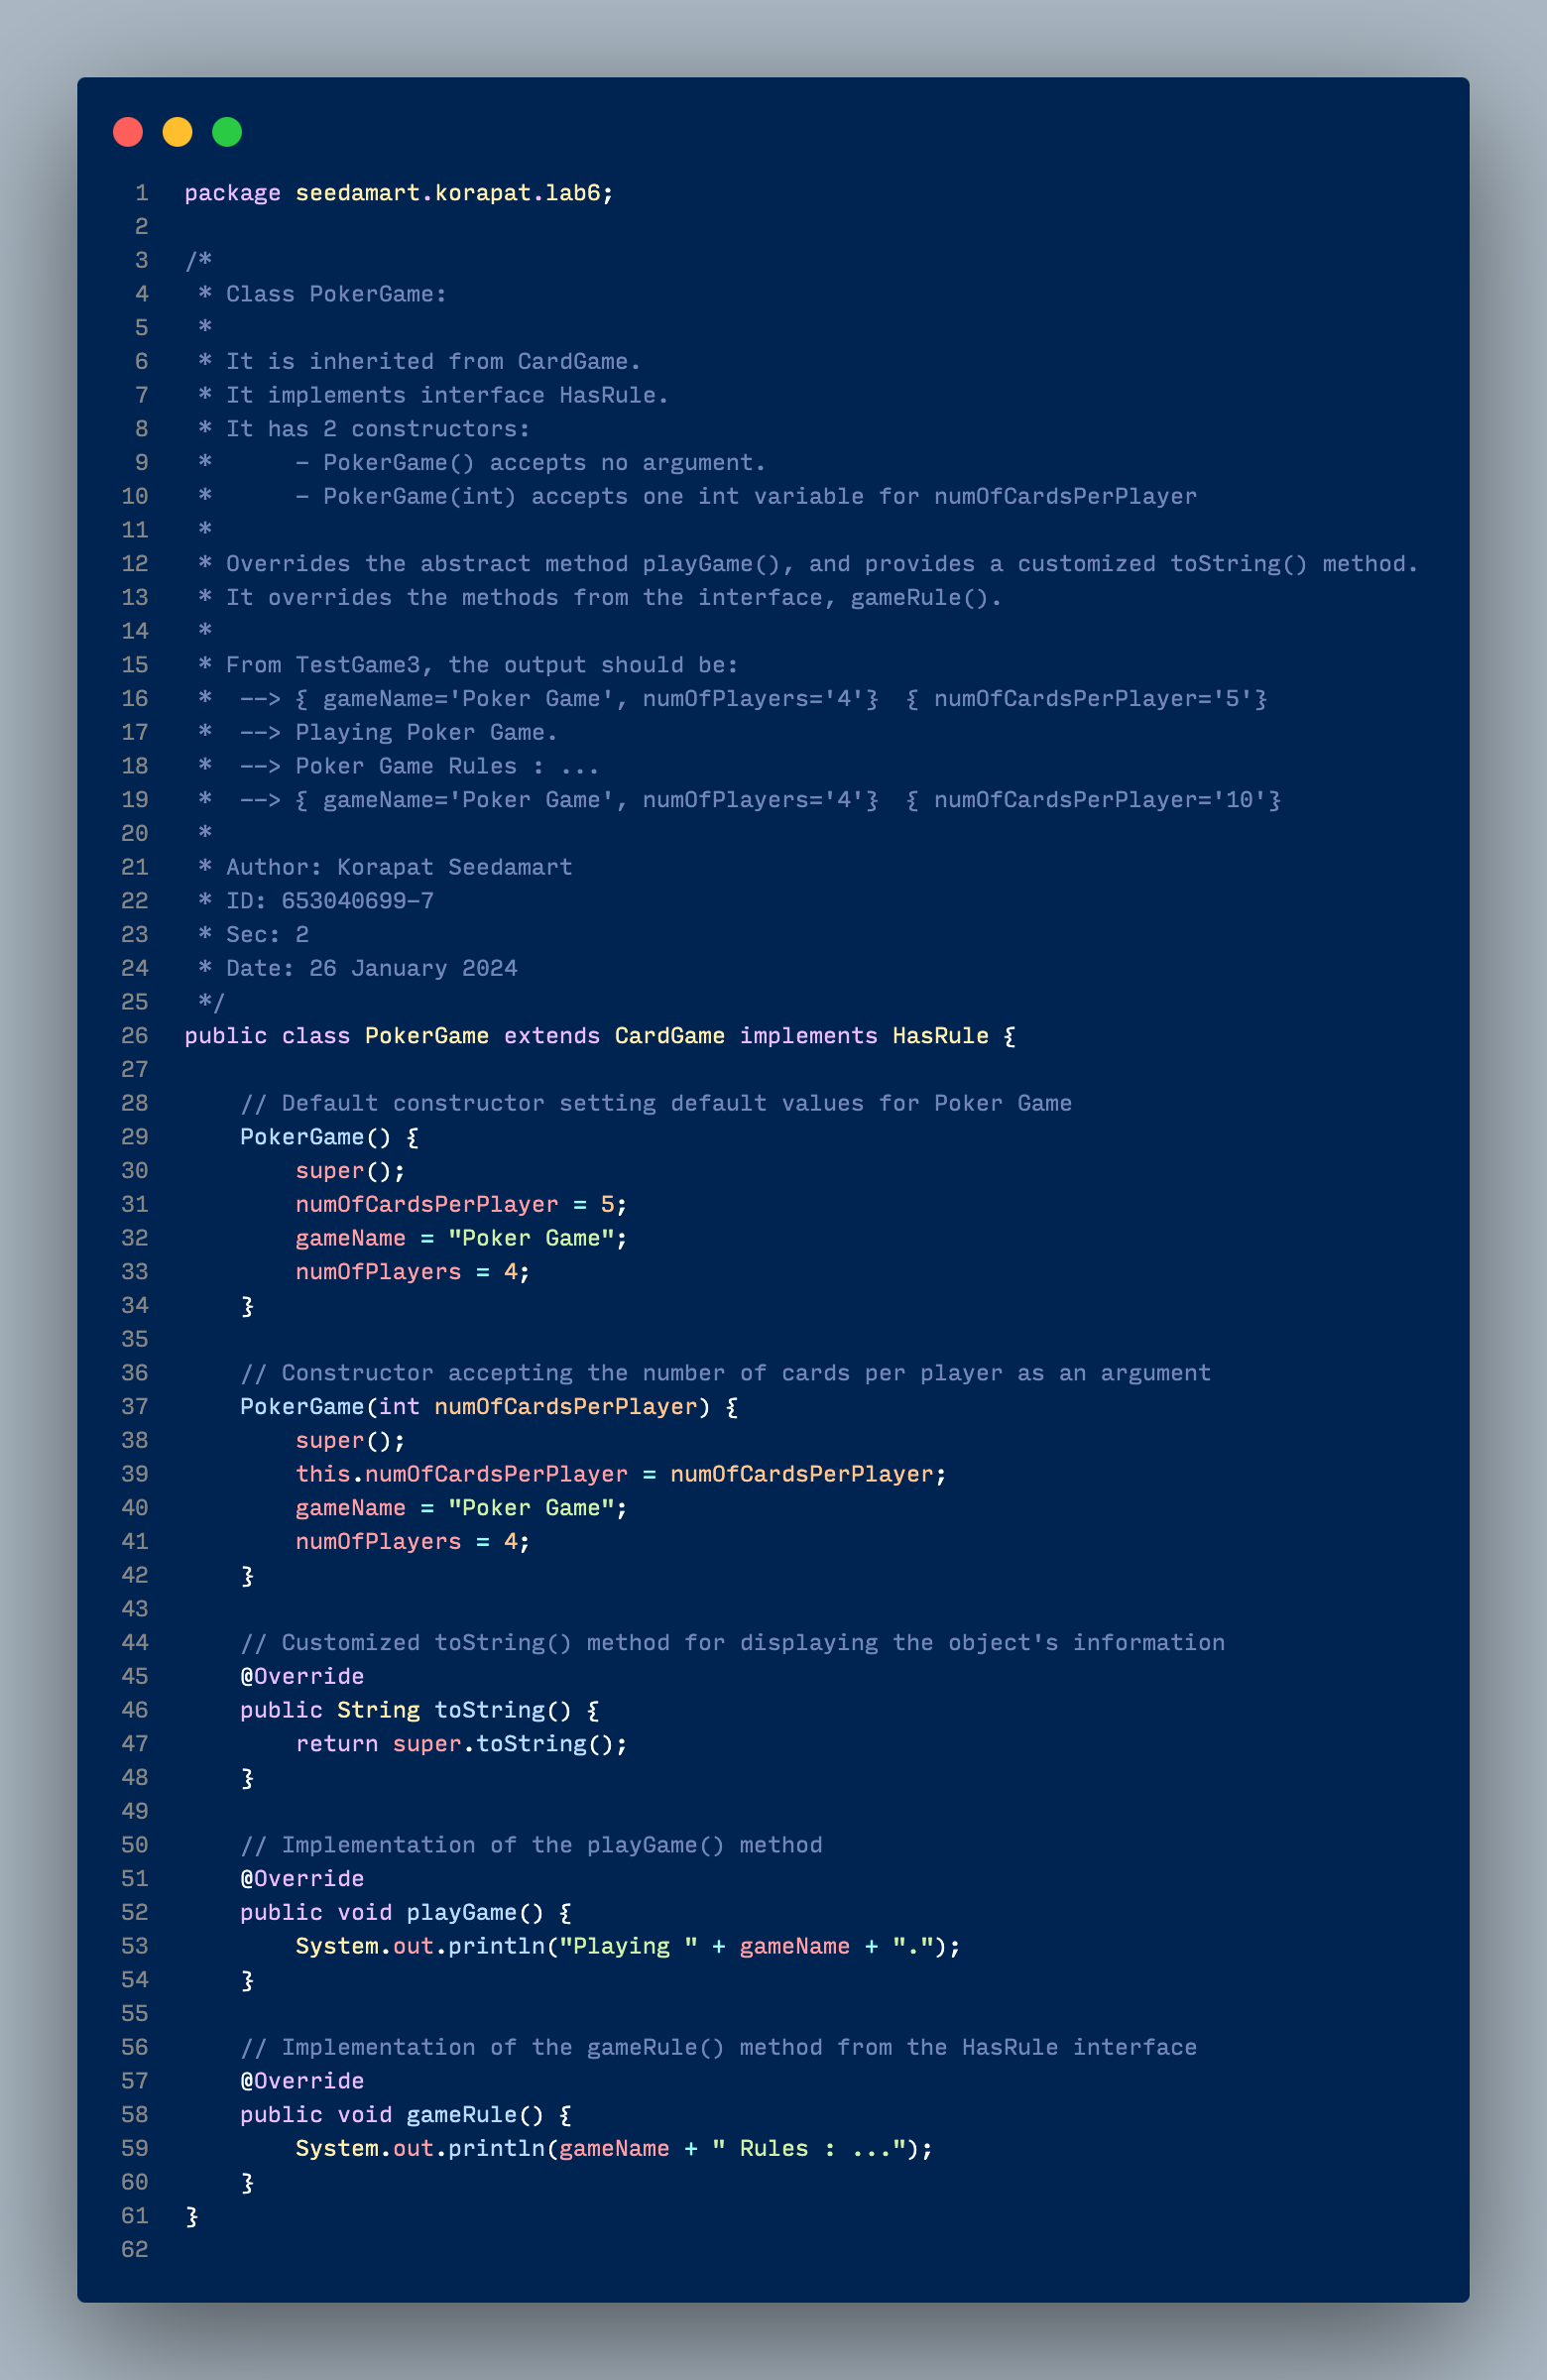 1 package seedamart.korapat.lab6;
2
3 /*
4  * Class PokerGame:
5  *
6  * It is inherited from CardGame.
7  * It implements interface HasRule.
8  * It has 2 constructors:
9  *      - PokerGame() accepts no argument.
10  *      - PokerGame(int) accepts one int variable for numOfCardsPerPlayer
11  *
12  * Overrides the abstract method playGame(), and provides a customized toString() method.
13  * It overrides the methods from the interface, gameRule().
14  *
15  * From TestGame3, the output should be:
16  *  --> { gameName='Poker Game', numOfPlayers='4'}  { numOfCardsPerPlayer='5'}
17  *  --> Playing Poker Game.
18  *  --> Poker Game Rules : ...
19  *  --> { gameName='Poker Game', numOfPlayers='4'}  { numOfCardsPerPlayer='10'}
20  *
21  * Author: Korapat Seedamart
22  * ID: 653040699-7
23  * Sec: 2
24  * Date: 26 January 2024
25  */
26 public class PokerGame extends CardGame implements HasRule {
27
28     // Default constructor setting default values for Poker Game
29     PokerGame() {
30         super();
31         numOfCardsPerPlayer = 5;
32         gameName = "Poker Game";
33         numOfPlayers = 4;
34     }
35
36     // Constructor accepting the number of cards per player as an argument
37     PokerGame(int numOfCardsPerPlayer) {
38         super();
39         this.numOfCardsPerPlayer = numOfCardsPerPlayer;
40         gameName = "Poker Game";
41         numOfPlayers = 4;
42     }
43
44     // Customized toString() method for displaying the object's information
45     @Override
46     public String toString() {
47         return super.toString();
48     }
49
50     // Implementation of the playGame() method
51     @Override
52     public void playGame() {
53         System.out.println("Playing " + gameName + ".");
54     }
55
56     // Implementation of the gameRule() method from the HasRule interface
57     @Override
58     public void gameRule() {
59         System.out.println(gameName + " Rules : ...");
60     }
61 }
62